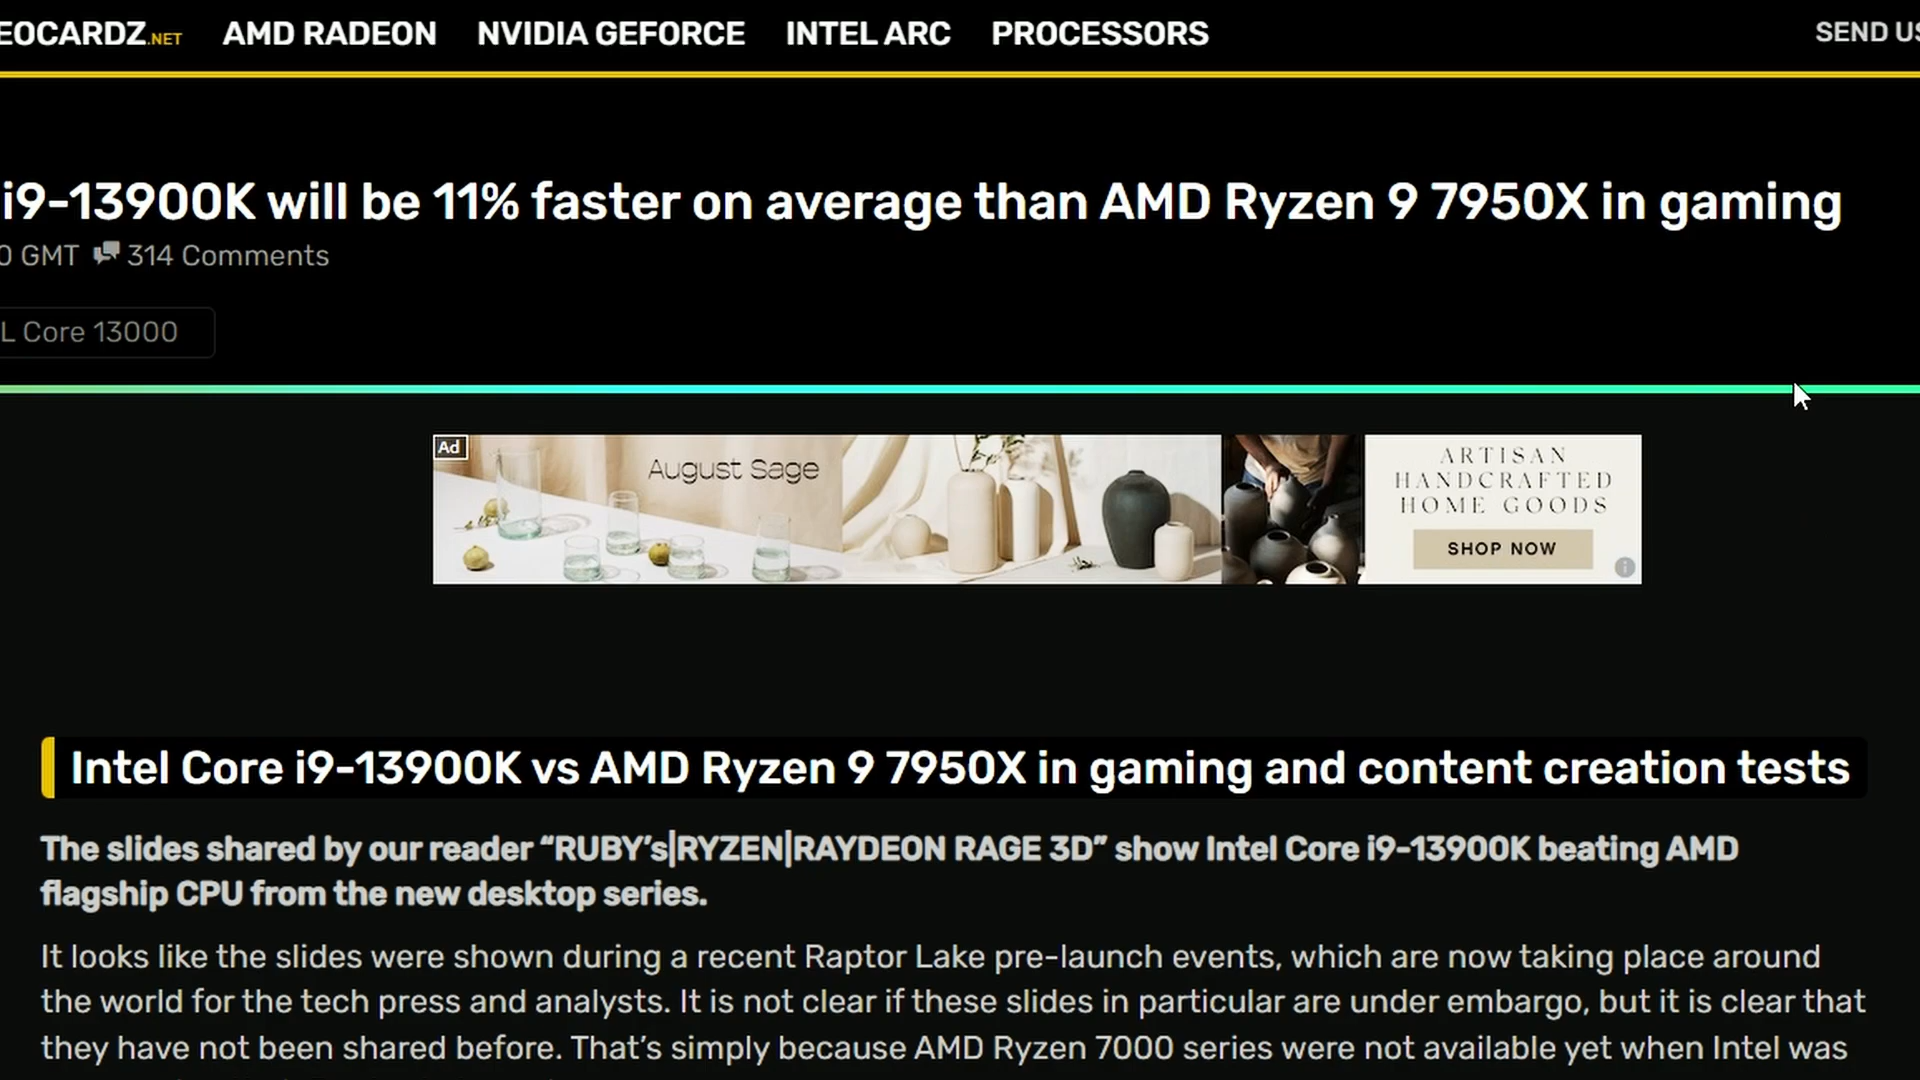 EOCARDZ.NET AMD RADEON NVIDIA GEFORCE INTEL ARC PROCESSORS SEND US
i9-13900K will be 11% faster on average than AMD Ryzen 9 7950X in gaming
0 GMT 314 Comments
L Core 13000
Ad
August Sage
ARTISAN
HANDCRAFTED
HOME GOODS
SHOP NOW
Intel Core i9-13900K vs AMD Ryzen 9 7950X in gaming and content creation tests
The slides shared by our reader “RUBY’s|RYZEN|RAYDEON RAGE 3D” show Intel Core i9-13900K beating AMD
flagship CPU from the new desktop series.
It looks like the slides were shown during a recent Raptor Lake pre-launch events, which are now taking place around
the world for the tech press and analysts. It is not clear if these slides in particular are under embargo, but it is clear that
they have not been shared before. That’s simply because AMD Ryzen 7000 series were not available yet when Intel was